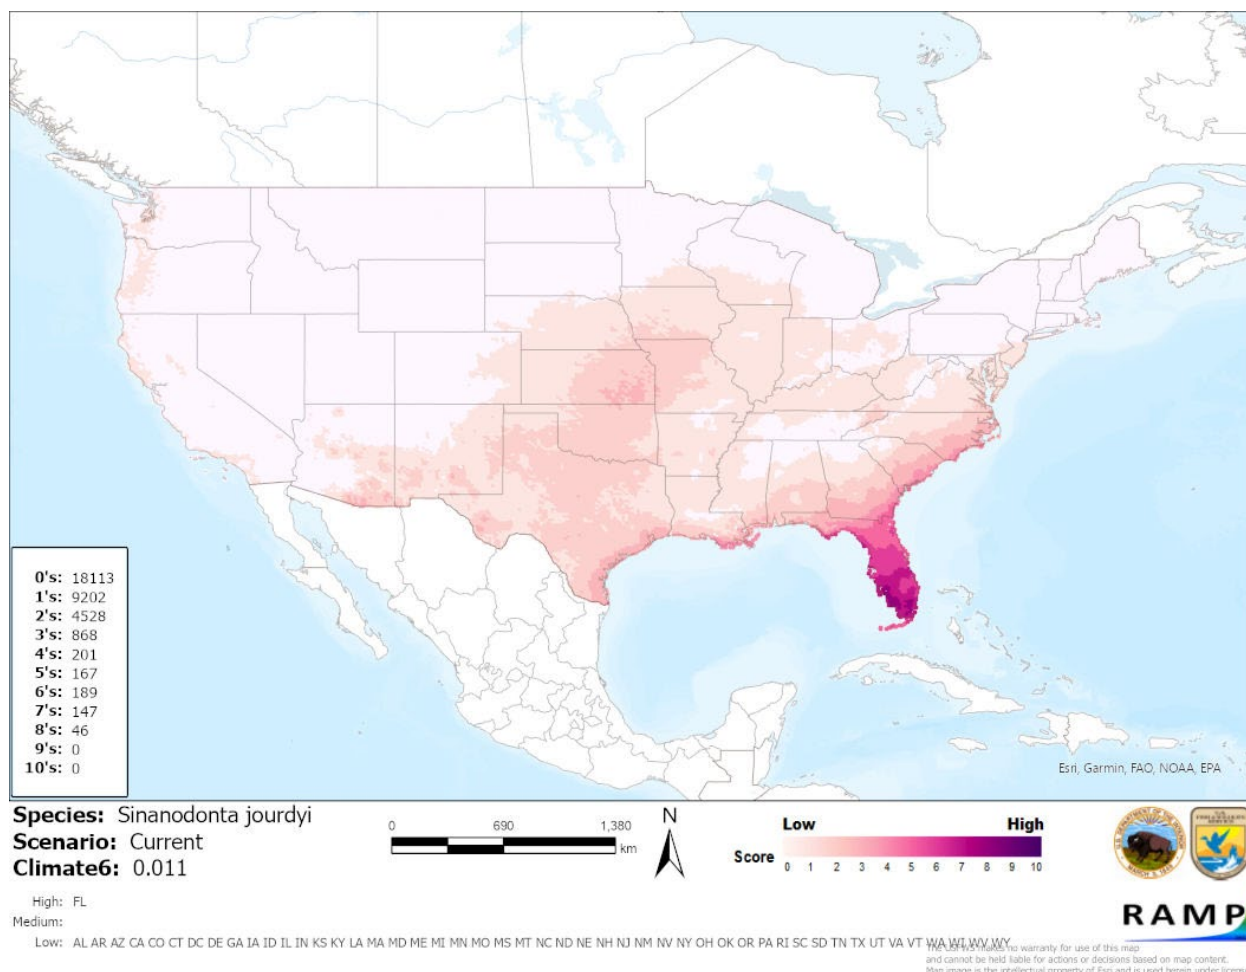 0's: 18113
1's: 9202
2's: 4528
3's: 868
4's: 201
5's: 167
6's: 189
7's: 147
8's: 46
9's: 0
10's: 0
Esri, Garmin, FAO, NOAA, EPA
Species: Sinanodonta jourdyi
Scenario: Current
Climate6: 0.011
0 690 1,380
km
N
Low High
Score 0 1 2 3 4 5 6 7 8 9 10
RAMP
High: FL
Medium:
Low: AL AR AZ CA CO CT DC DE GA IA ID IL IN KS KY LA MA MD ME MI MN MO MS MT NC ND NE NH NJ NM NV NY OH OK OR PA RI SC SD TN TX UT VA VT WA WI WV WY
The USFWS makes no warranty for use of this map
and cannot be held liable for actions or decisions based on map content.
Map image is the intellectual property of Esri and is used herein under license